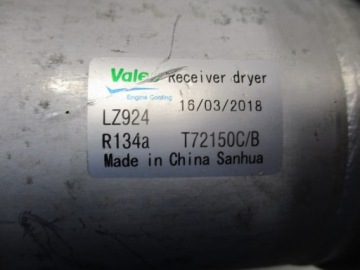 Valeo Receiver dryer
Engine Cooling
16/03/2018
LZ924
R134a T72150C/B
Made in China Sanhua